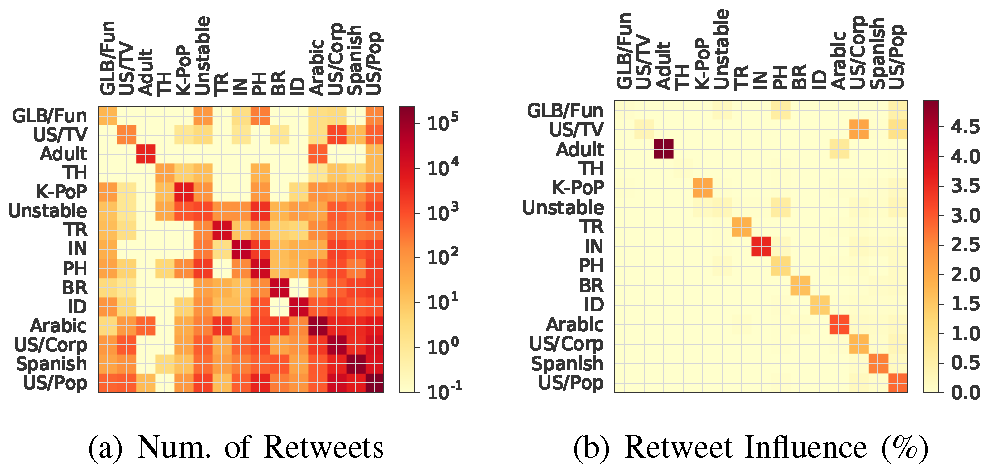 GLB/Fun US/TV Adult TH K-PoP Unstable TR IN PH BR ID Arabic US/Corp Spanish US/Pop
GLB/Fun
US/TV
Adult
TH
K-PoP
Unstable
TR
IN
PH
BR
ID
Arabic
US/Corp
Spanish
US/Pop
10^5
10^4
10^3
10^2
10^1
10^0
10^-1
(a) Num. of Retweets
GLB/Fun US/TV Adult TH K-PoP Unstable TR IN PH BR ID Arabic US/Corp Spanish US/Pop
GLB/Fun
US/TV
Adult
TH
K-PoP
Unstable
TR
IN
PH
BR
ID
Arabic
US/Corp
Spanish
US/Pop
4.5
4.0
3.5
3.0
2.5
2.0
1.5
1.0
0.5
0.0
(b) Retweet Influence (%)